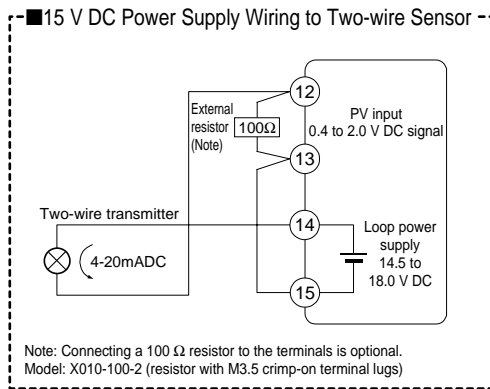 ■15 V DC Power Supply Wiring to Two-wire Sensor
12
External
resistor
(Note)
100Ω
PV input
0.4 to 2.0 V DC signal
13
Two-wire transmitter
14
Loop power
supply
14.5 to
18.0 V DC
4-20mADC
15
Note: Connecting a 100 Ω resistor to the terminals is optional.
Model: X010-100-2 (resistor with M3.5 crimp-on terminal lugs)